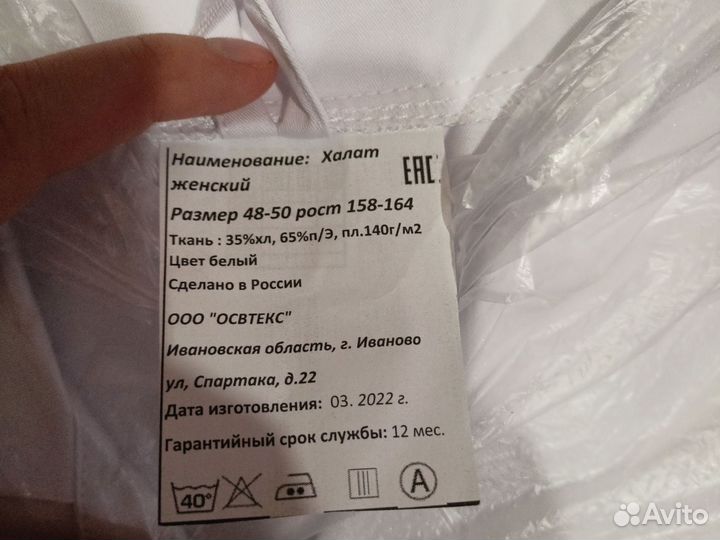 Наименование: Халат
женский
EAC
Размер 48-50 рост 158-164
Ткань : 35%хл, 65%п/Э, пл.140г/м2
Цвет белый
Сделано в России
ООО "ОСВТЕКС"
Ивановская область, г. Иваново
ул, Спартака, д.22
Дата изготовления: 03. 2022 г.
Гарантийный срок службы: 12 мес.
40° A
Avito